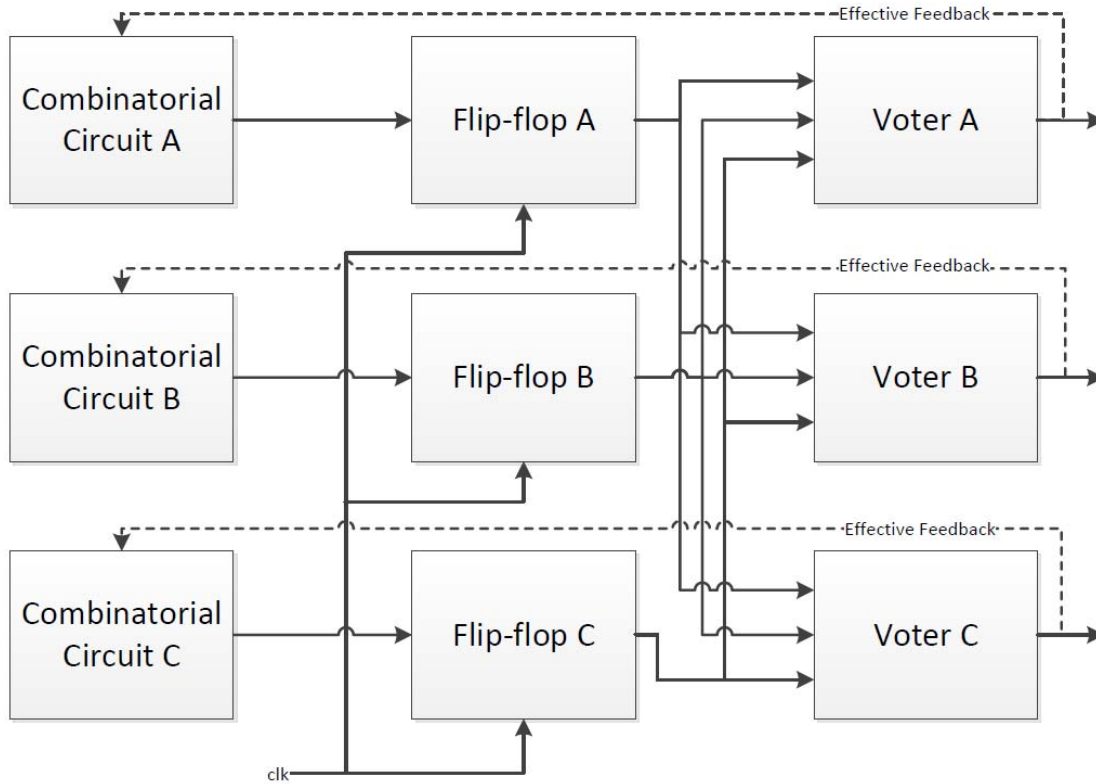 Effective Feedback
Combinatorial
Circuit A
Flip-flop A
Voter A
Effective Feedback
Combinatorial
Circuit B
Flip-flop B
Voter B
Effective Feedback
Combinatorial
Circuit C
Flip-flop C
Voter C
clk